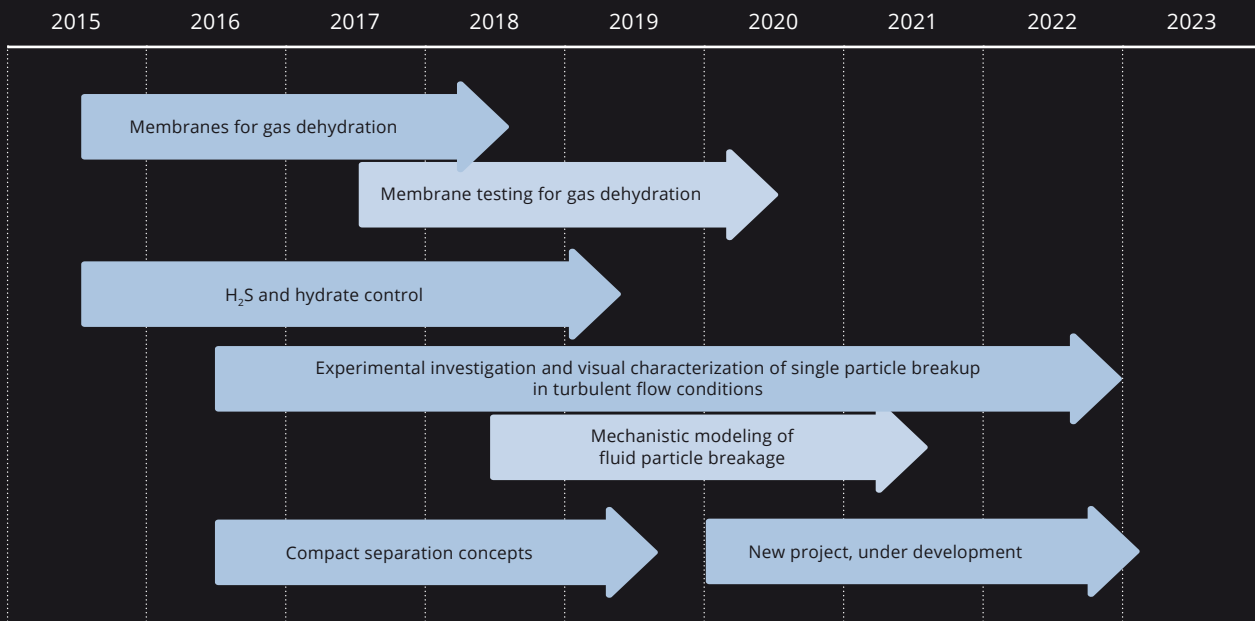 2015 2016 2017 2018 2019 2020 2021 2022 2023
Membranes for gas dehydration
Membrane testing for gas dehydration
H₂S and hydrate control
Experimental investigation and visual characterization of single particle breakup
in turbulent flow conditions
Mechanistic modeling of
fluid particle breakage
Compact separation concepts
New project, under development